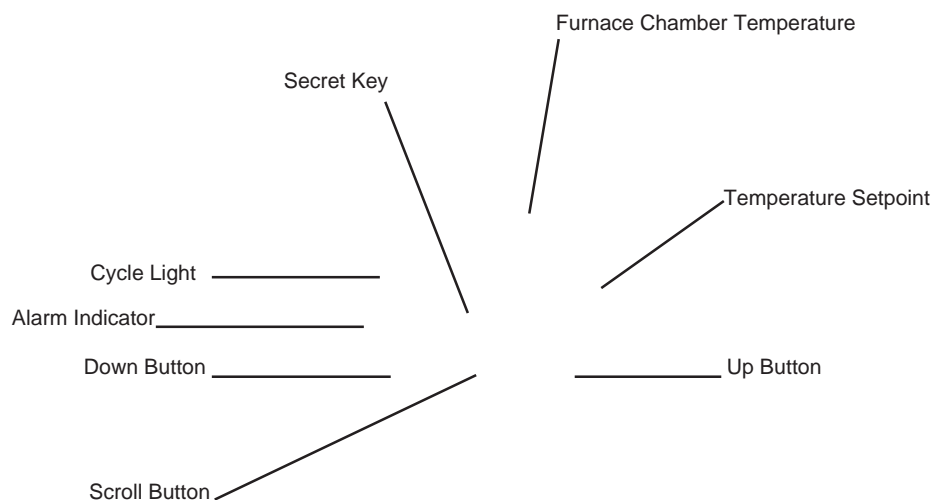 Furnace Chamber Temperature
Secret Key
Temperature Setpoint
Cycle Light
Alarm Indicator
Down Button
Up Button
Scroll Button